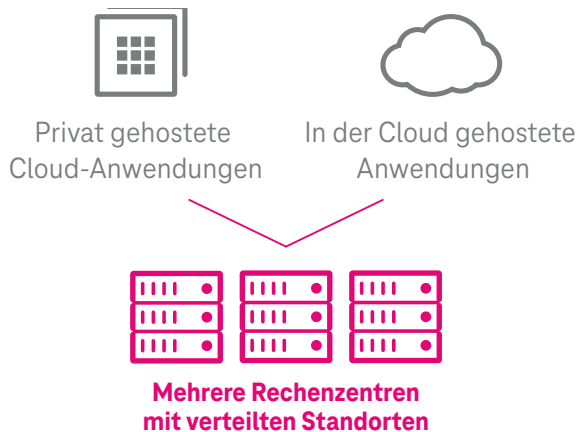 Privat gehostete
Cloud-Anwendungen
In der Cloud gehostete
Anwendungen
Mehrere Rechenzentren
mit verteilten Standorten